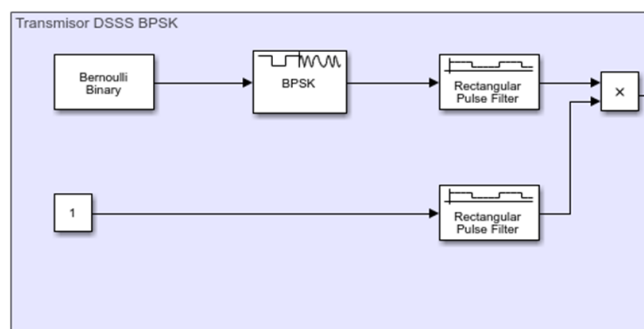 Transmisor DSSS BPSK
Bernoulli
Binary
BPSK
Rectangular
Pulse Filter
×
1
Rectangular
Pulse Filter